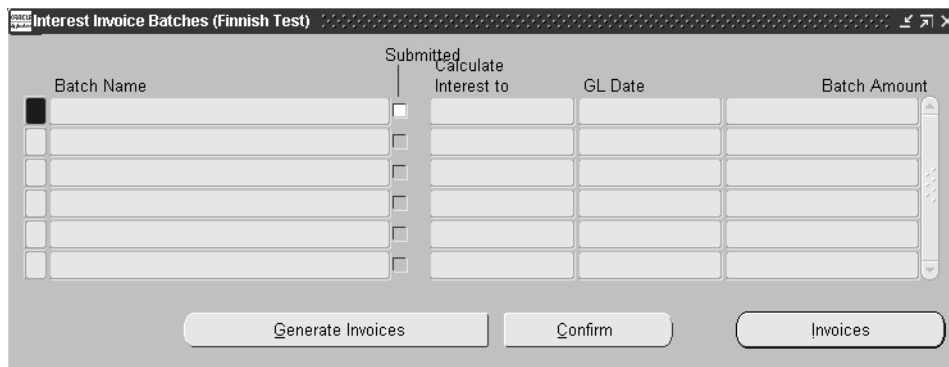 Interest Invoice Batches (Finnish Test)
Submitted
Calculate
Batch Name Interest to GL Date Batch Amount
Generate Invoices Confirm Invoices